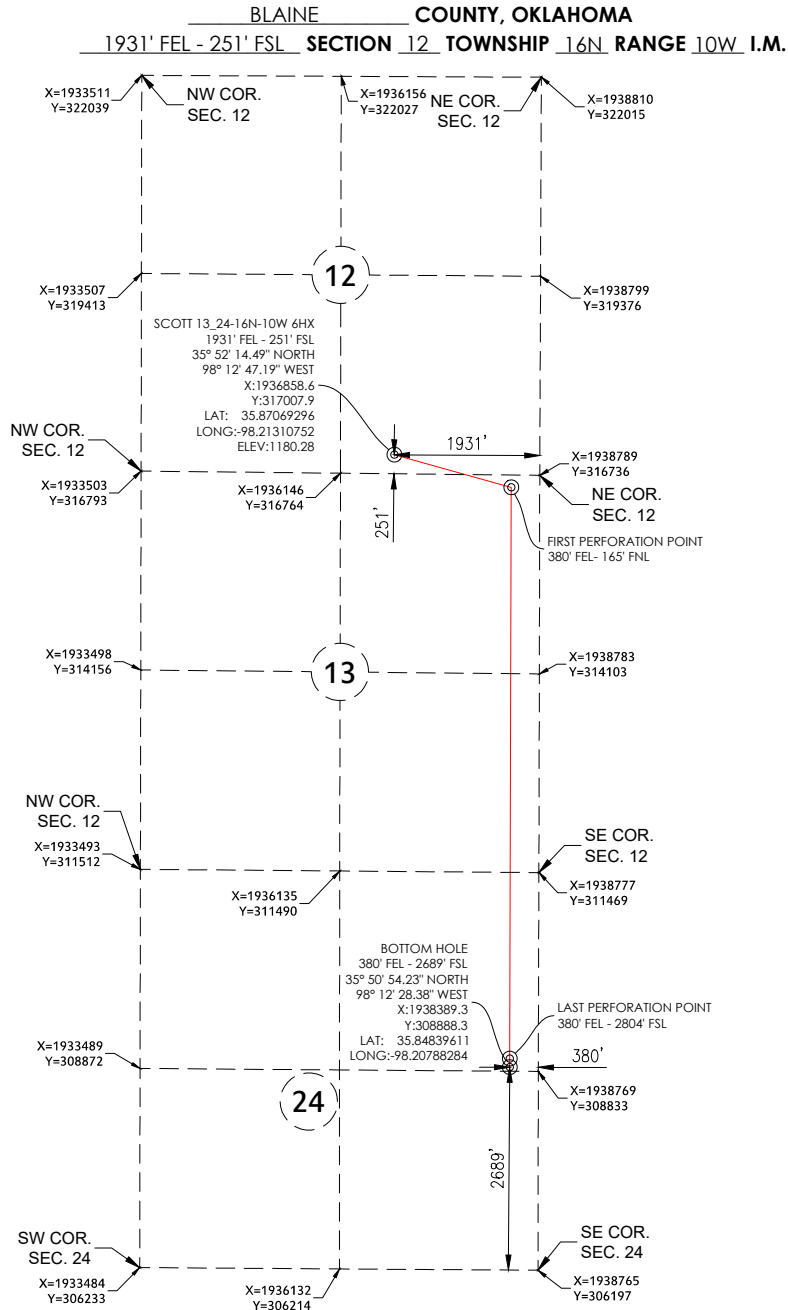 BLAINE COUNTY, OKLAHOMA
1931' FEL - 251' FSL SECTION 12 TOWNSHIP 16N RANGE 10W I.M.
X=1933511
Y=322039
NW COR.
SEC. 12
X=1936156
Y=322027
NE COR.
SEC. 12
X=1938810
Y=322015
12
X=1933507
Y=319413
X=1938799
Y=319376
SCOTT 13_24-16N-10W 6HX
1931' FEL - 251' FSL
35° 52' 14.49" NORTH
98° 12' 47.19" WEST
X:1936858.6
Y:317007.9
LAT: 35.87069296
LONG:-98.21310752
ELEV:1180.28
1931'
NW COR.
SEC. 12
X=1933503
Y=316793
X=1936146
Y=316764
251'
X=1938789
Y=316736
NE COR.
SEC. 12
FIRST PERFORATION POINT
380' FEL- 165' FNL
X=1933498
Y=314156
13
X=1938783
Y=314103
NW COR.
SEC. 12
X=1933493
Y=311512
X=1936135
Y=311490
SE COR.
SEC. 12
X=1938777
Y=311469
BOTTOM HOLE
380' FEL - 2689' FSL
35° 50' 54.23" NORTH
98° 12' 28.38" WEST
X:1938389.3
Y:308888.3
LAT: 35.84839611
LONG:-98.20788284
LAST PERFORATION POINT
380' FEL - 2804' FSL
380'
X=1933489
Y=308872
24
X=1938769
Y=308833
2689'
SW COR.
SEC. 24
X=1933484
Y=306233
X=1936132
Y=306214
SE COR.
SEC. 24
X=1938765
Y=306197